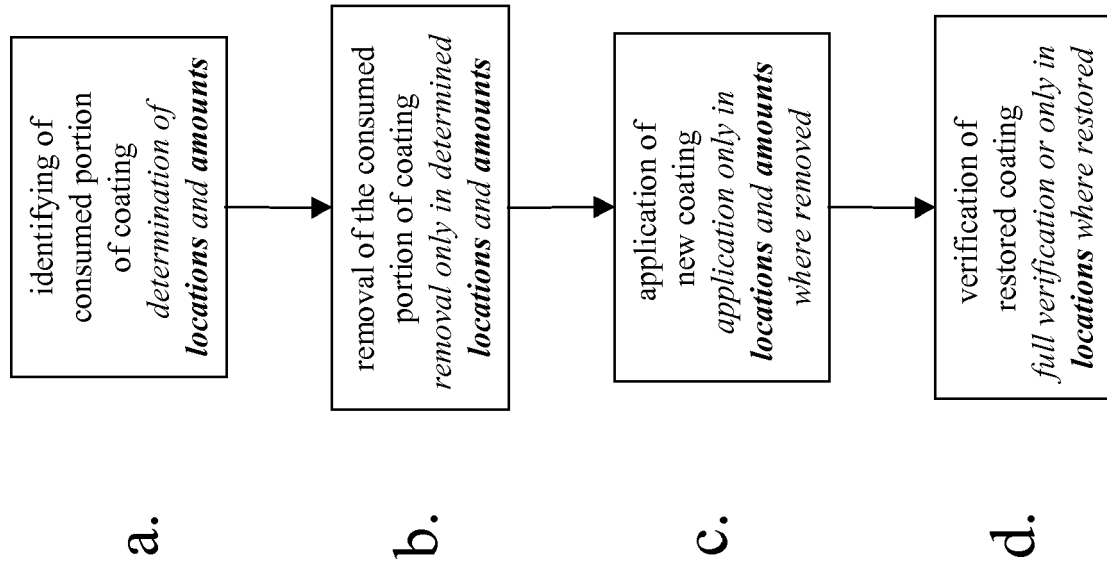 a.
identifying of
consumed portion
of coating
determination of
locations and amounts
b.
removal of the consumed
portion of coating
removal only in determined
locations and amounts
c.
application of
new coating
application only in
locations and amounts
where removed
d.
verification of
restored coating
full verification or only in
locations where restored